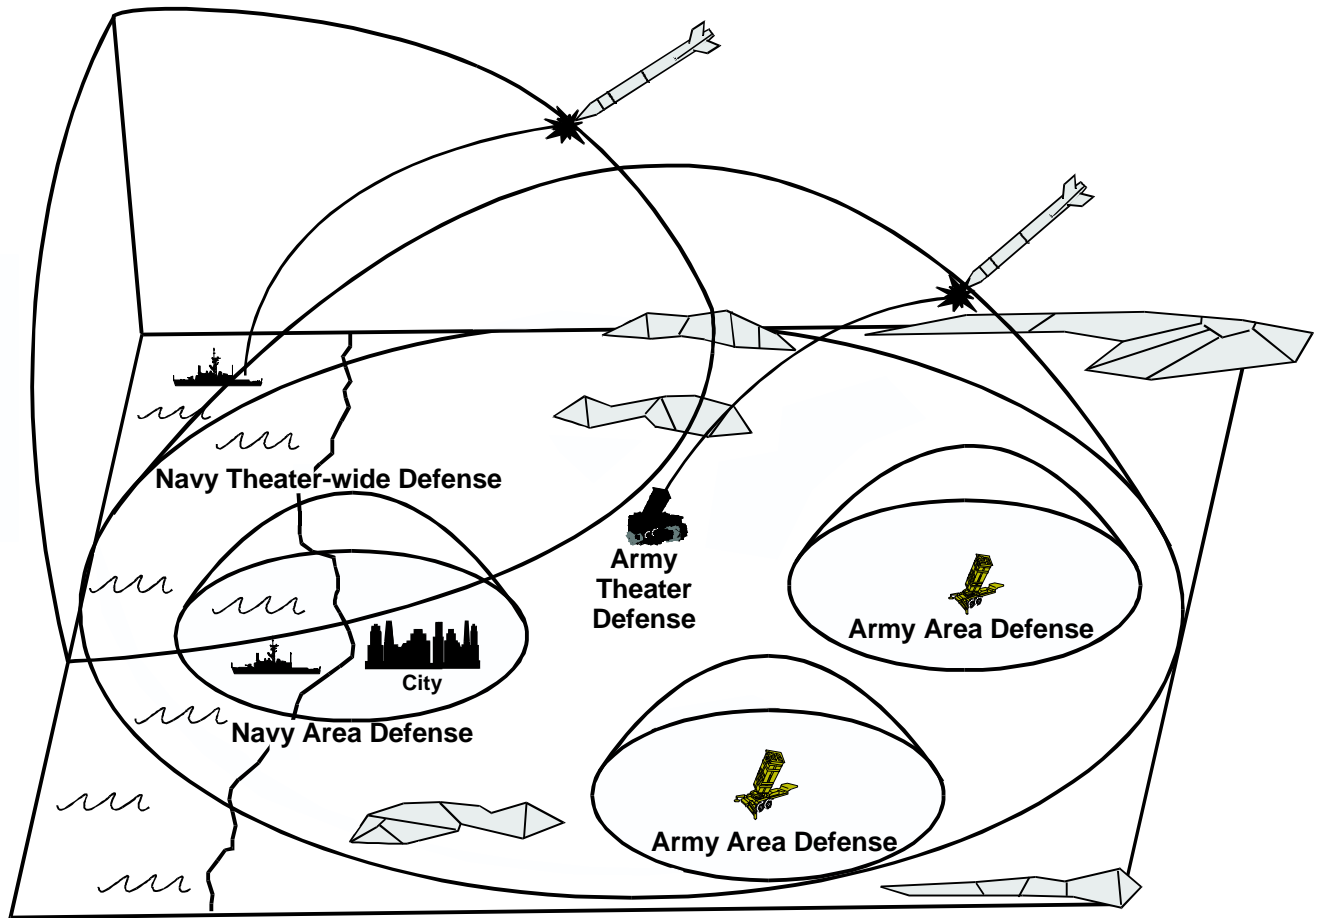 Navy Theater-wide Defense
Army
Theater
Defense
Army Area Defense
City
Navy Area Defense
Army Area Defense